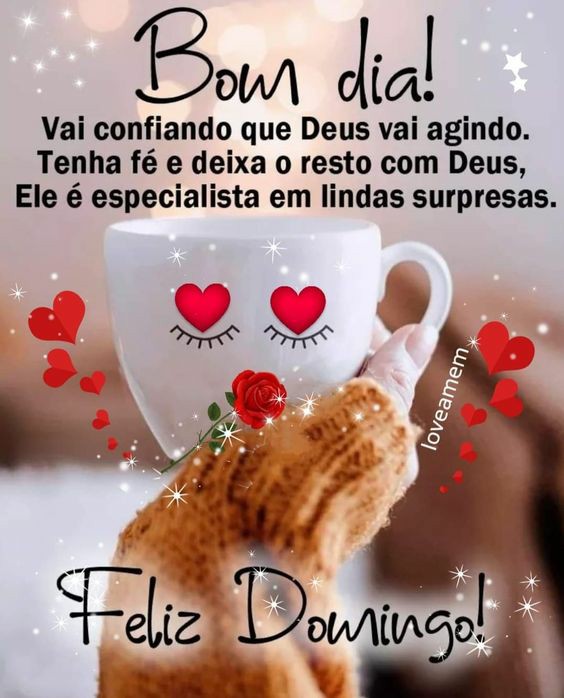 Bom dia!
Vai confiando que Deus vai agindo.
Tenha fé e deixa o resto com Deus,
Ele é especialista em lindas surpresas.
loveamem
Feliz Domingo!